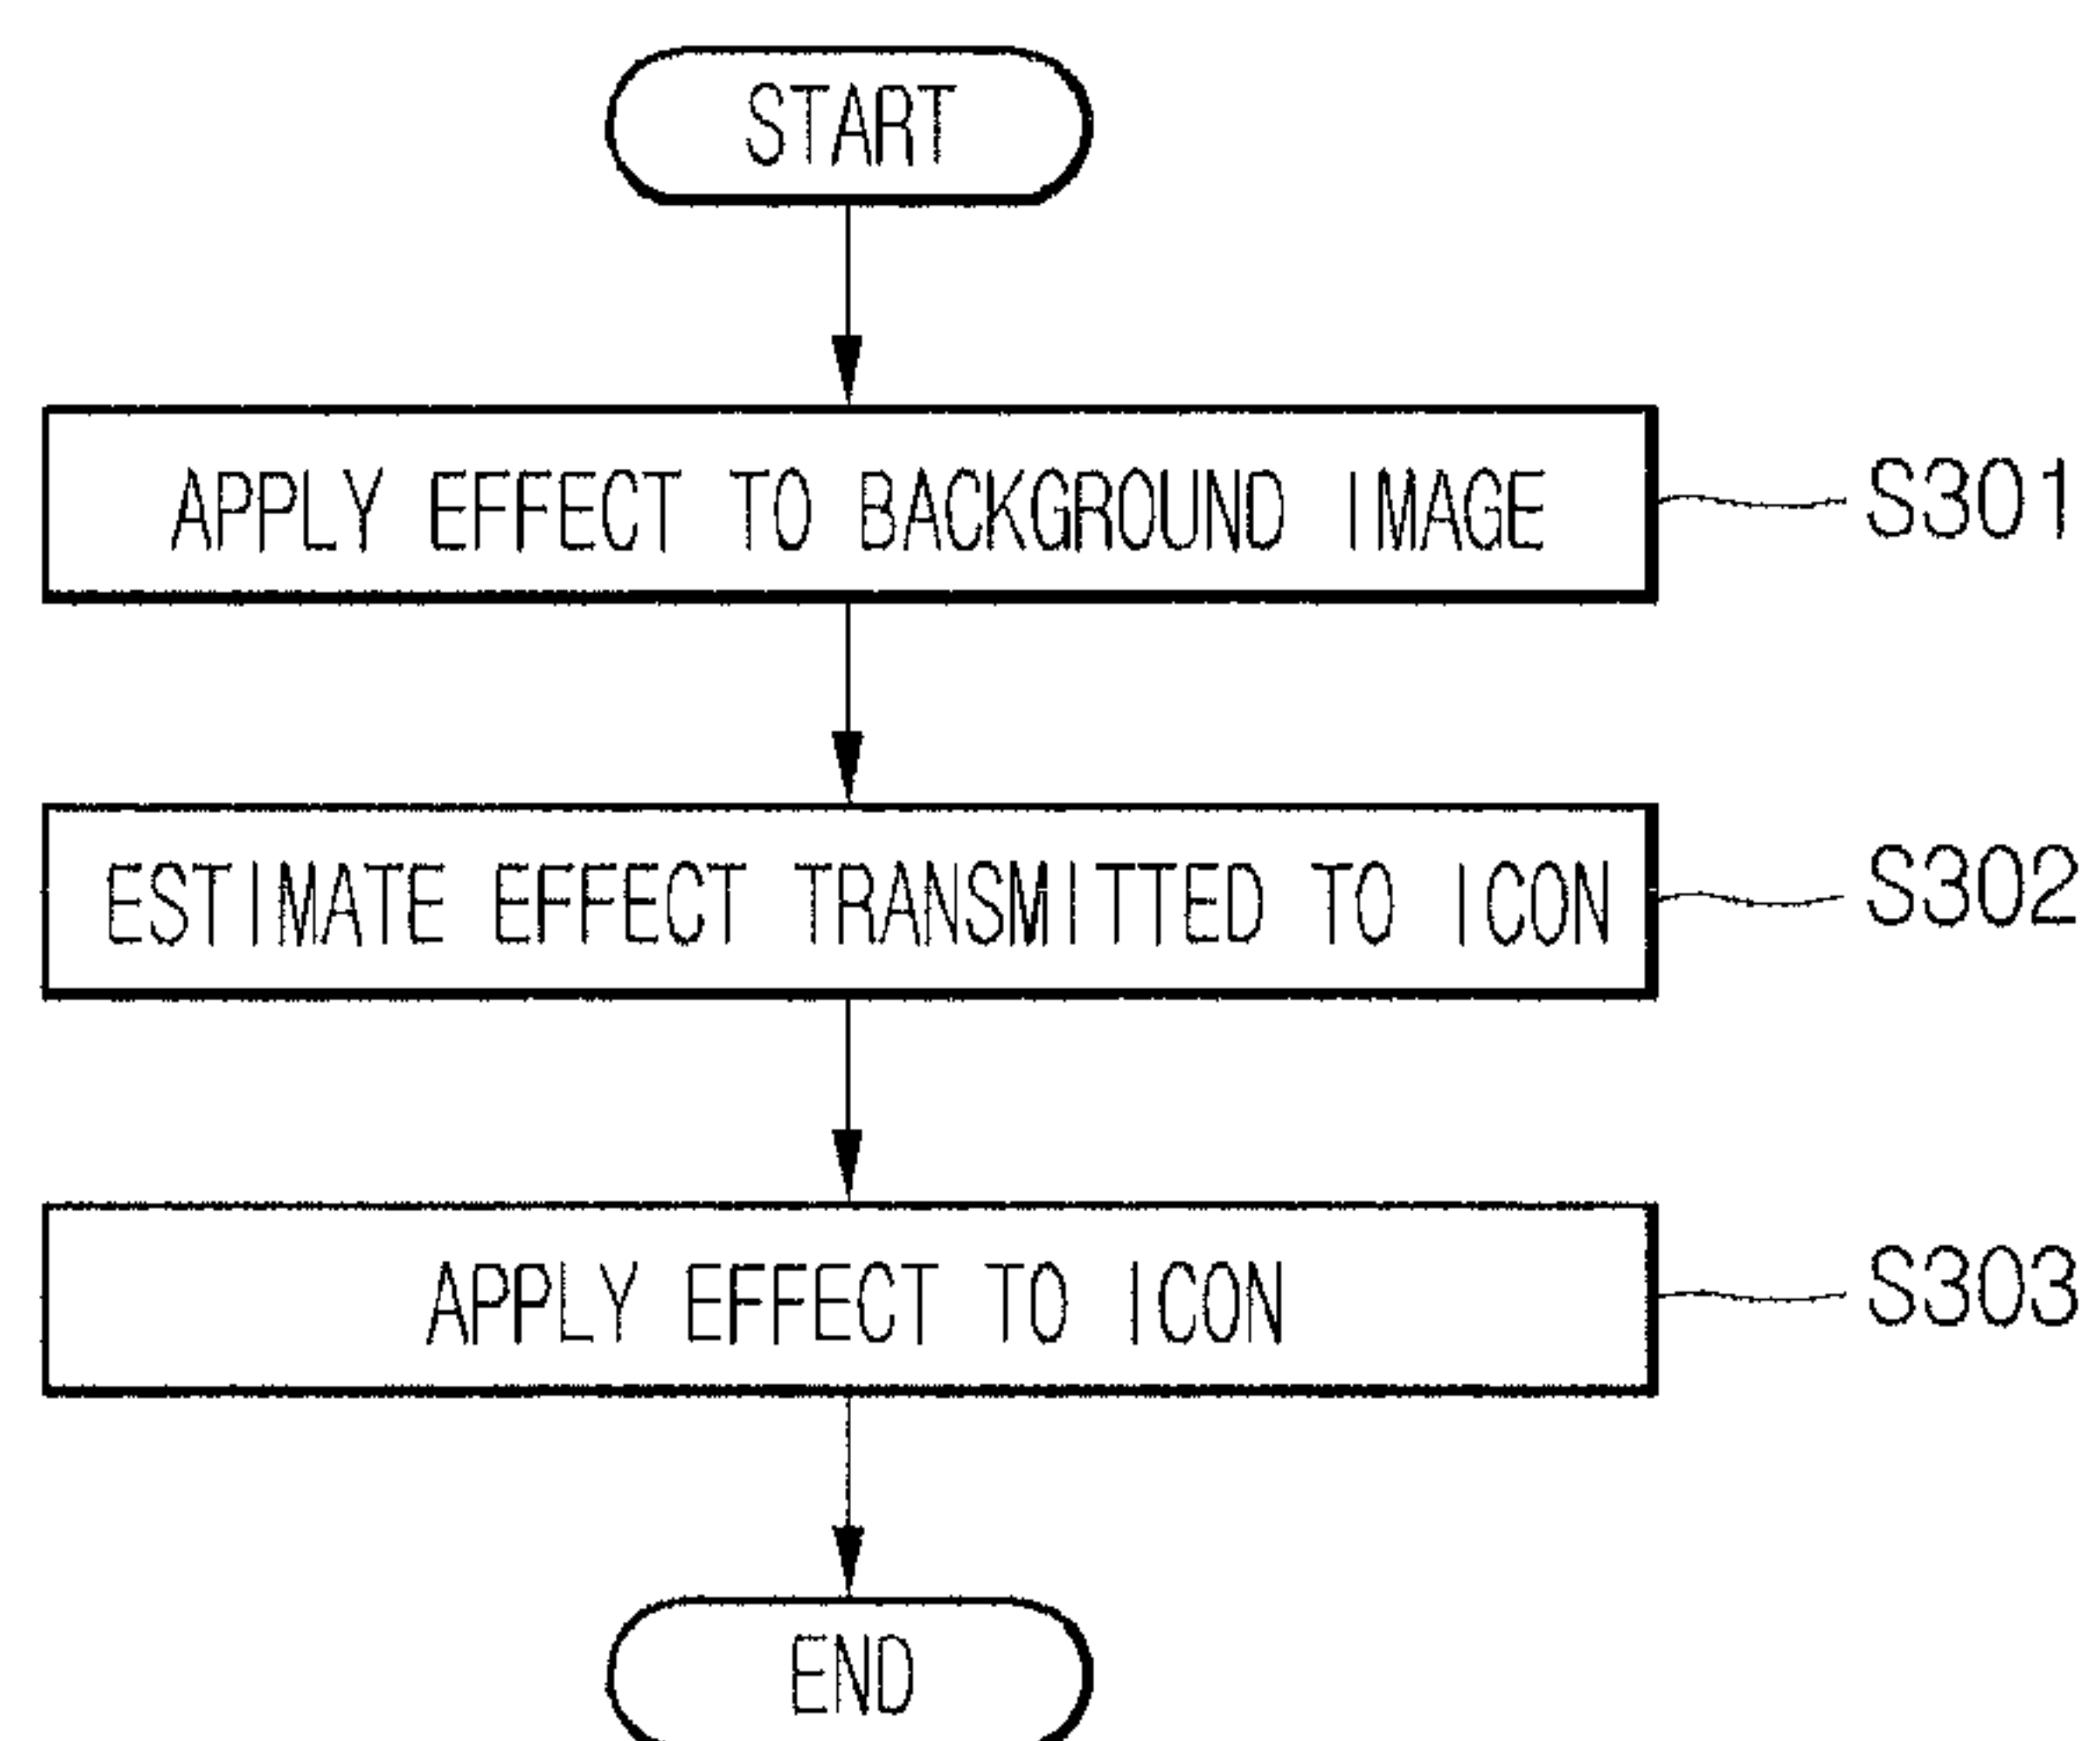 START
APPLY EFFECT TO BACKGROUND IMAGE
S301
ESTIMATE EFFECT TRANSMITTED TO ICON
S302
APPLY EFFECT TO ICON
S303
END